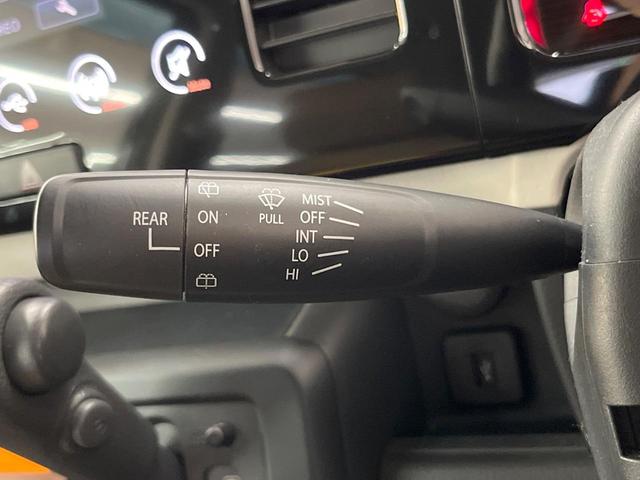 REAR
ON
OFF
PULL
MIST
OFF
INT
LO
HI